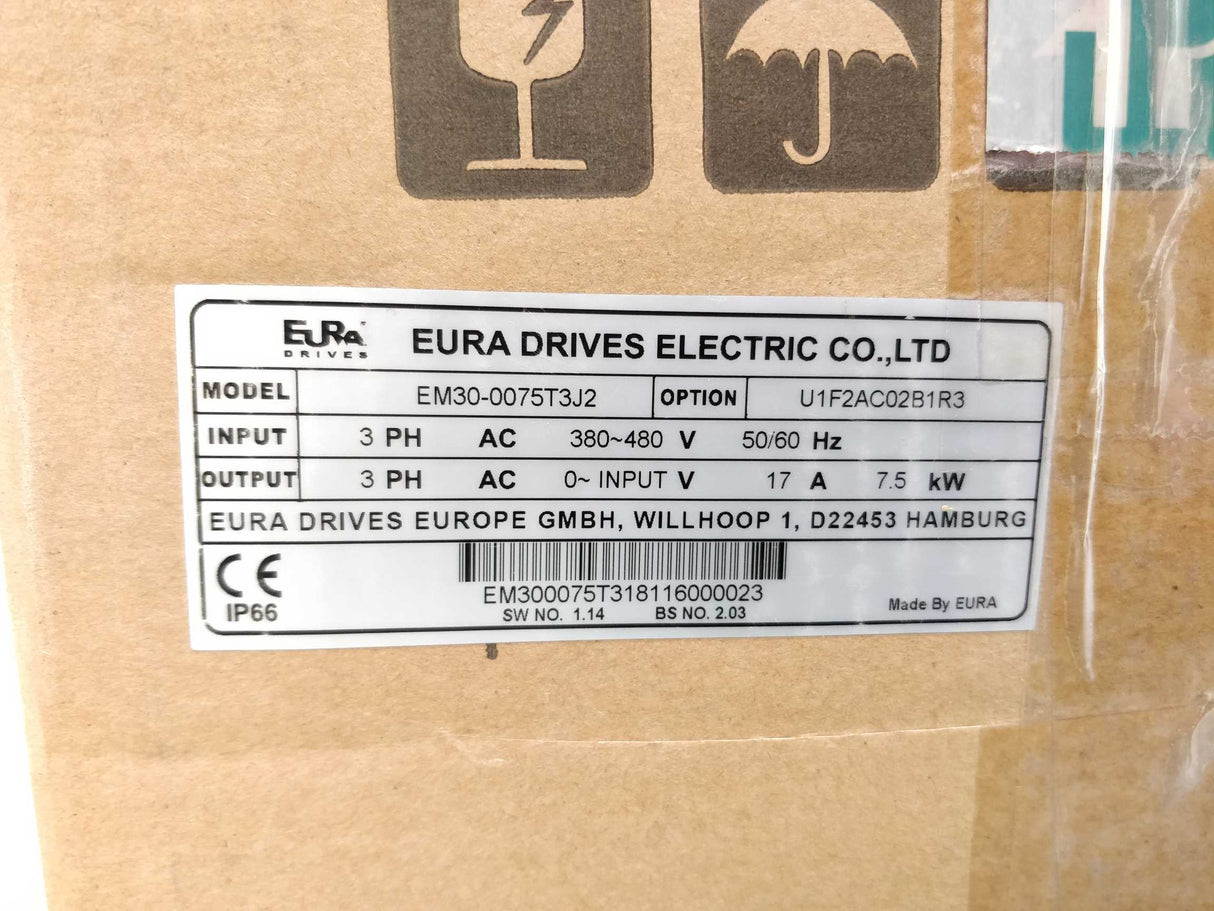 EURA DRIVES EURA DRIVES ELECTRIC CO.,LTD
MODEL EM30-0075T3J2 OPTION U1F2AC02B1R3
INPUT 3 PH AC 380~480 V 50/60 Hz
OUTPUT 3 PH AC 0~ INPUT V 17 A 7.5 kW
EURA DRIVES EUROPE GMBH, WILLHOOP 1, D22453 HAMBURG
CE
EM300075T318116000023
IP66 SW NO. 1.14 BS NO. 2.03 Made By EURA